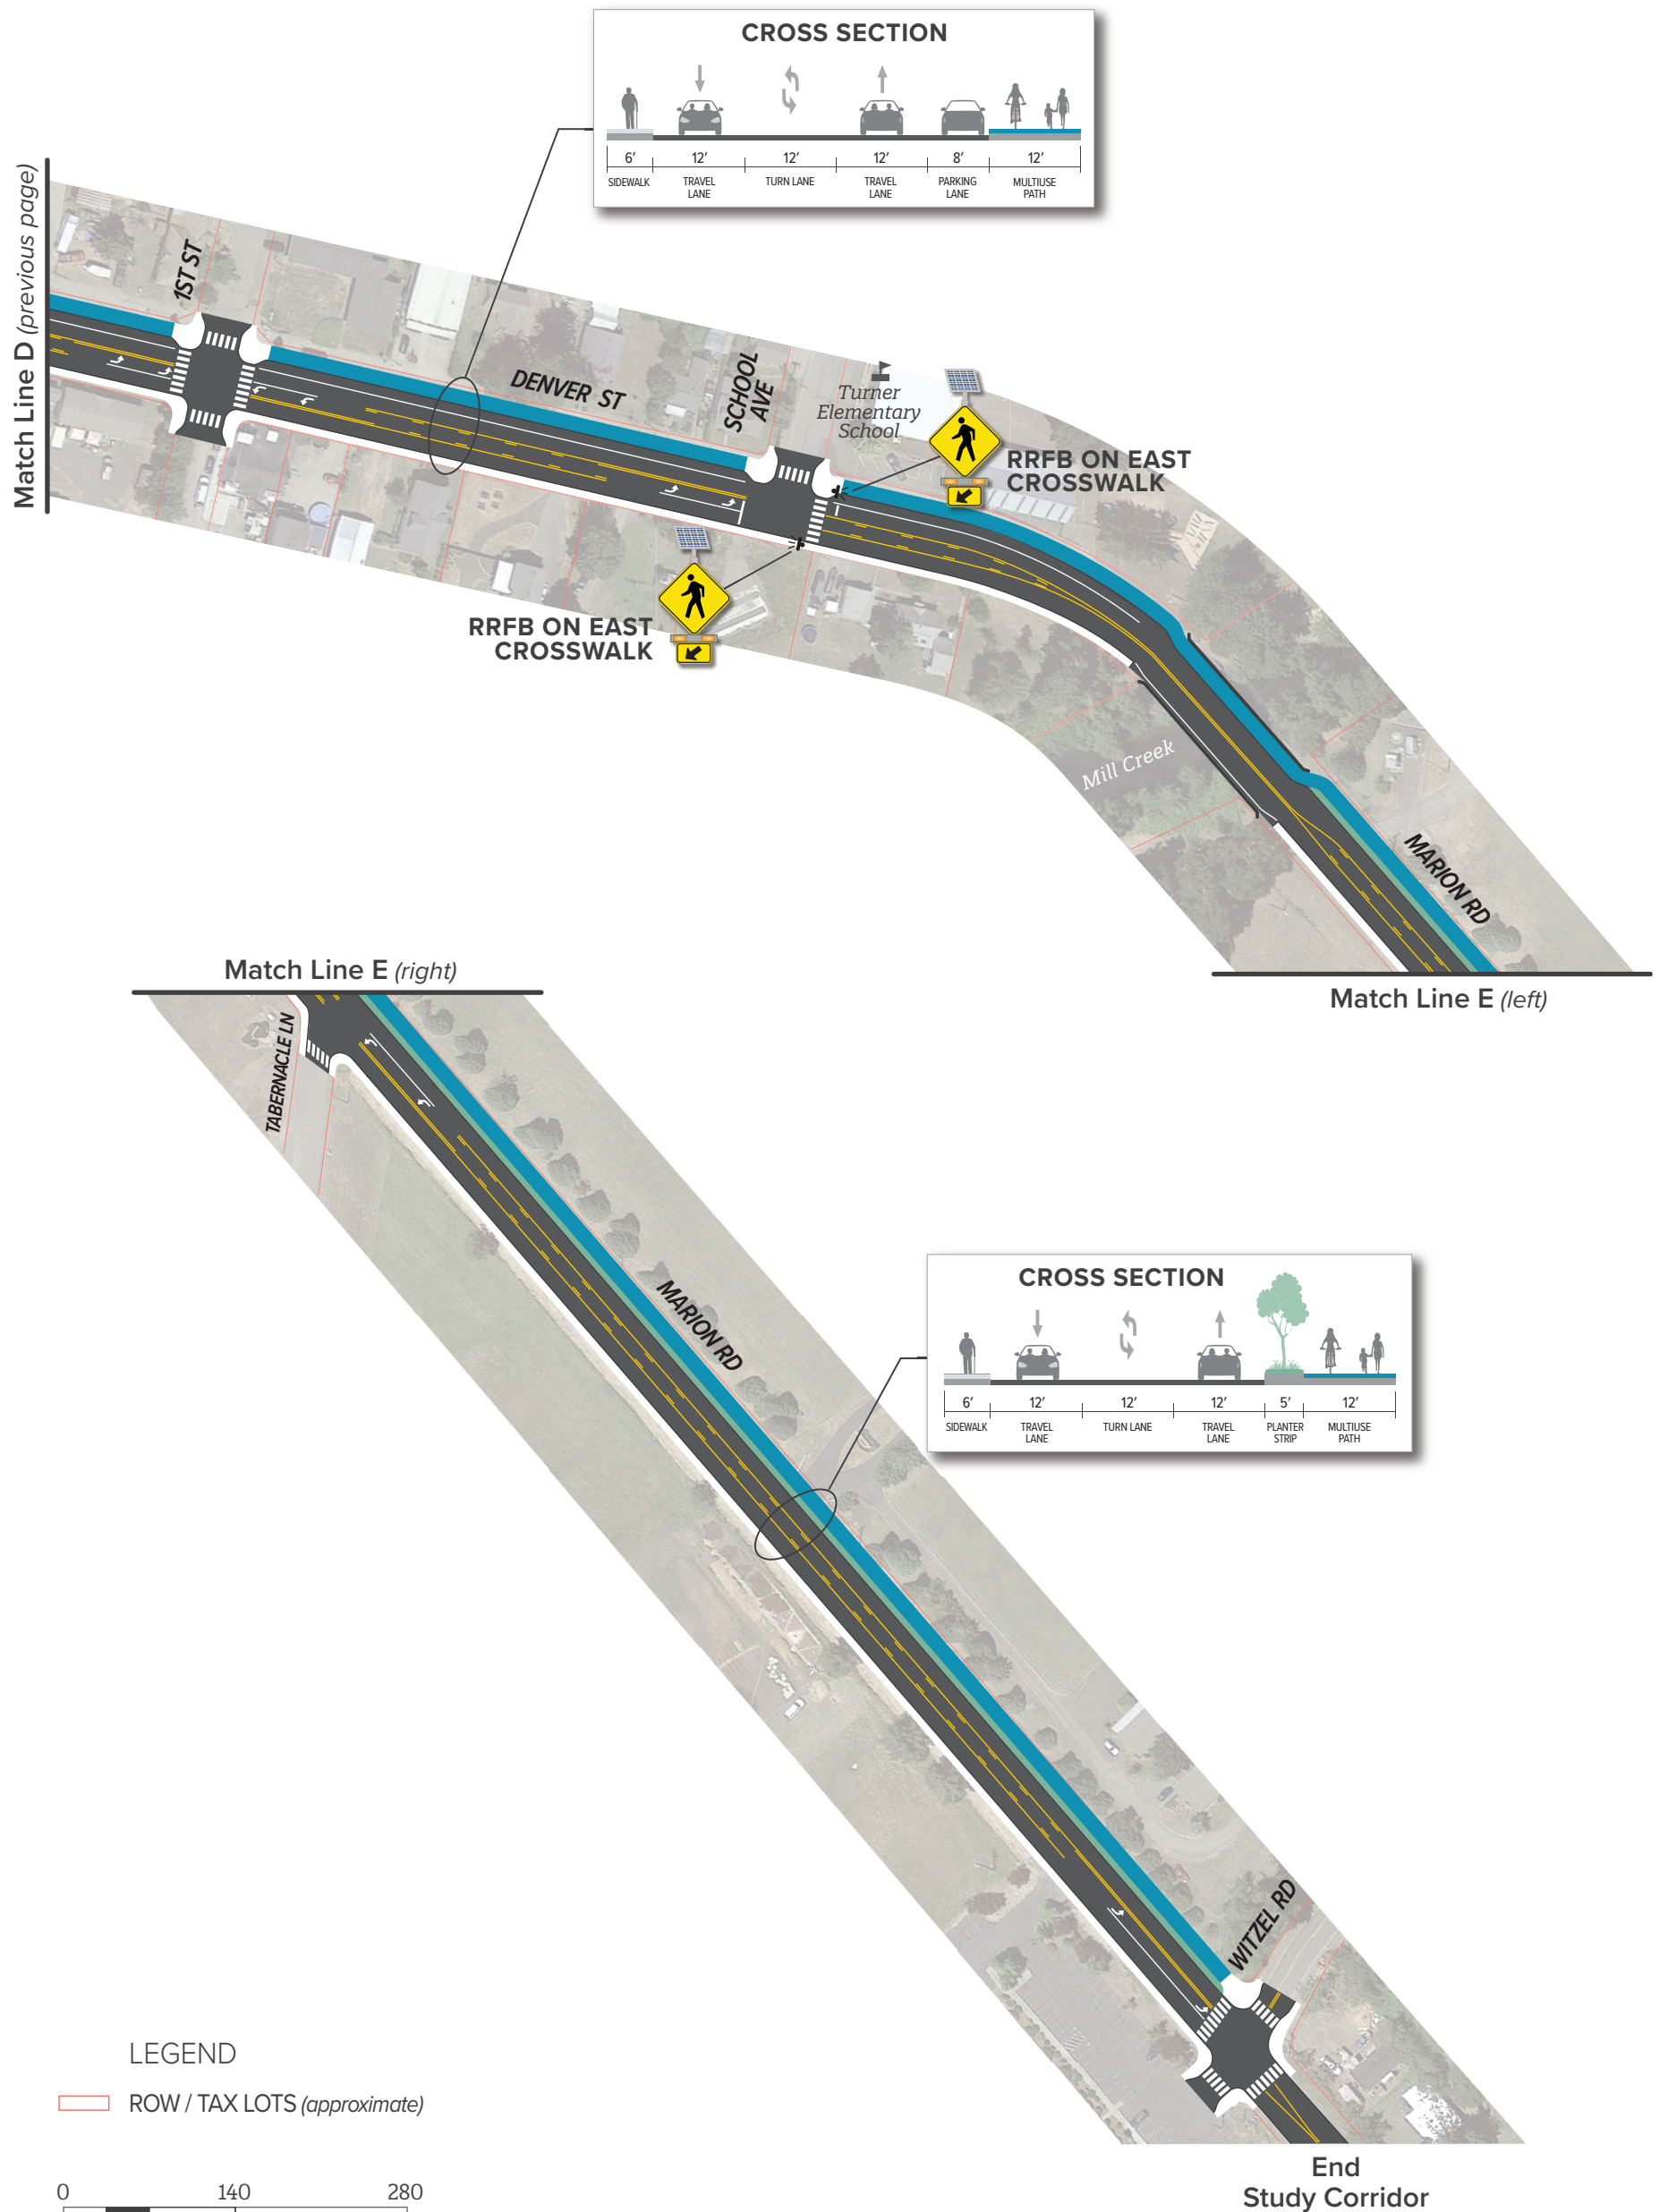 CROSS SECTION
6’ 12’ 12’ 12’ 8’ 12’
SIDEWALK TRAVEL LANE TURN LANE TRAVEL LANE PARKING LANE MULTIUSE PATH
Match Line D (previous page)
1ST ST
DENVER ST
SCHOOL
AVE
Turner
Elementary
School
RRFB ON EAST
CROSSWALK
RRFB ON EAST
CROSSWALK
Mill Creek
MARION RD
Match Line E (left)
Match Line E (right)
TABERNACLE LN
MARION RD
CROSS SECTION
6’ 12’ 12’ 12’ 5’ 12’
SIDEWALK TRAVEL LANE TURN LANE TRAVEL LANE PLANTER STRIP MULTIUSE PATH
WITZEL RD
End
Study Corridor
LEGEND
ROW / TAX LOTS (approximate)
0 140 280